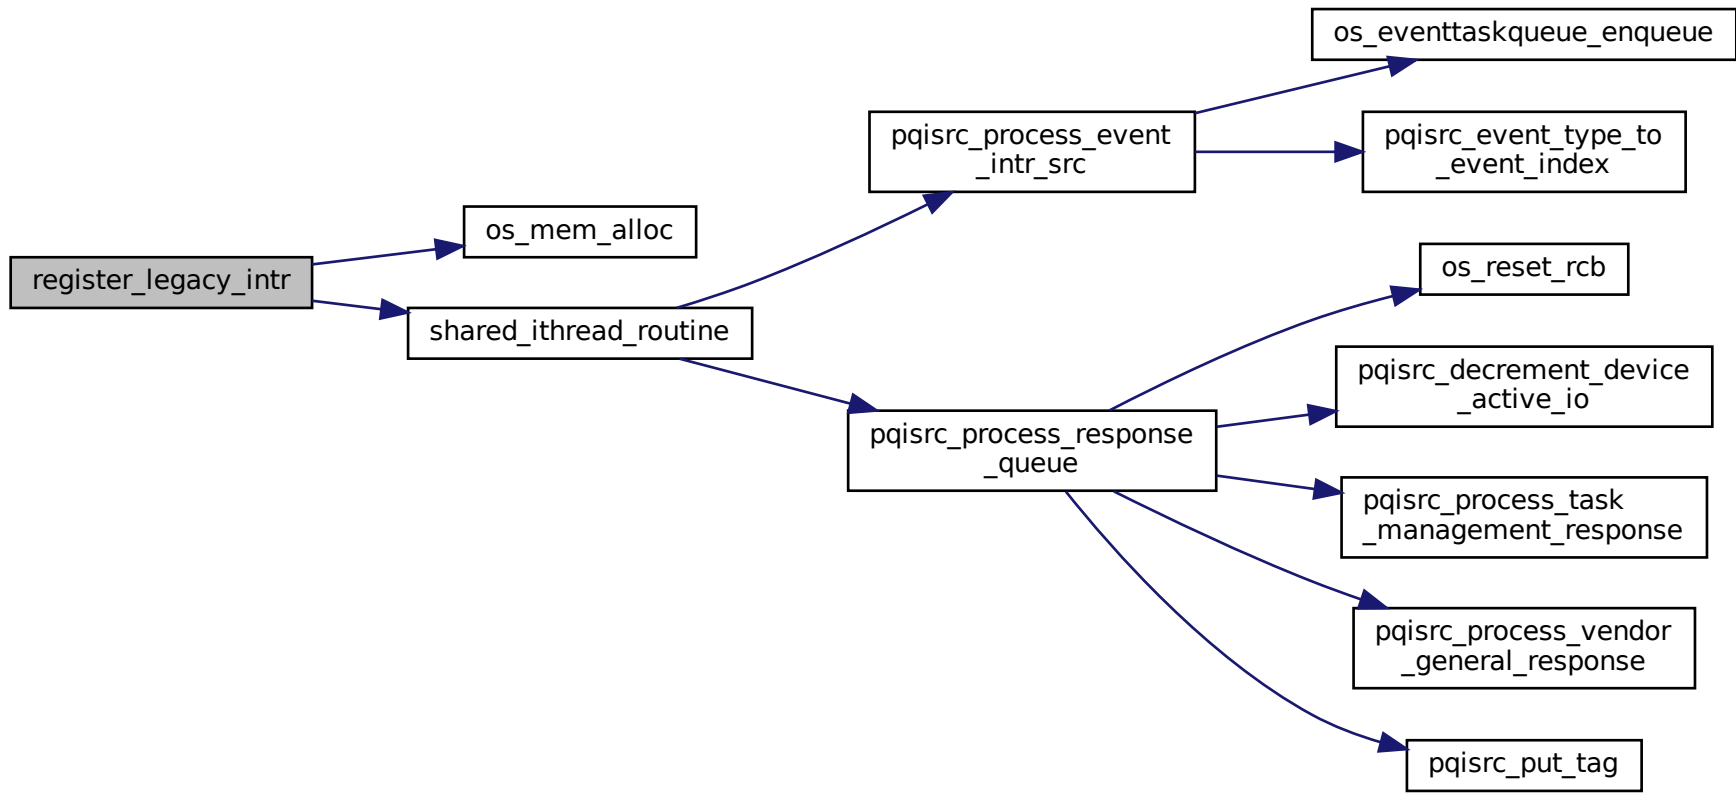 os_eventtaskqueue_enqueue
pqisrc_process_event
_intr_src
pqisrc_event_type_to
_event_index
os_mem_alloc
register_legacy_intr
os_reset_rcb
shared_ithread_routine
pqisrc_decrement_device
_active_io
pqisrc_process_response
_queue
pqisrc_process_task
_management_response
pqisrc_process_vendor
_general_response
pqisrc_put_tag